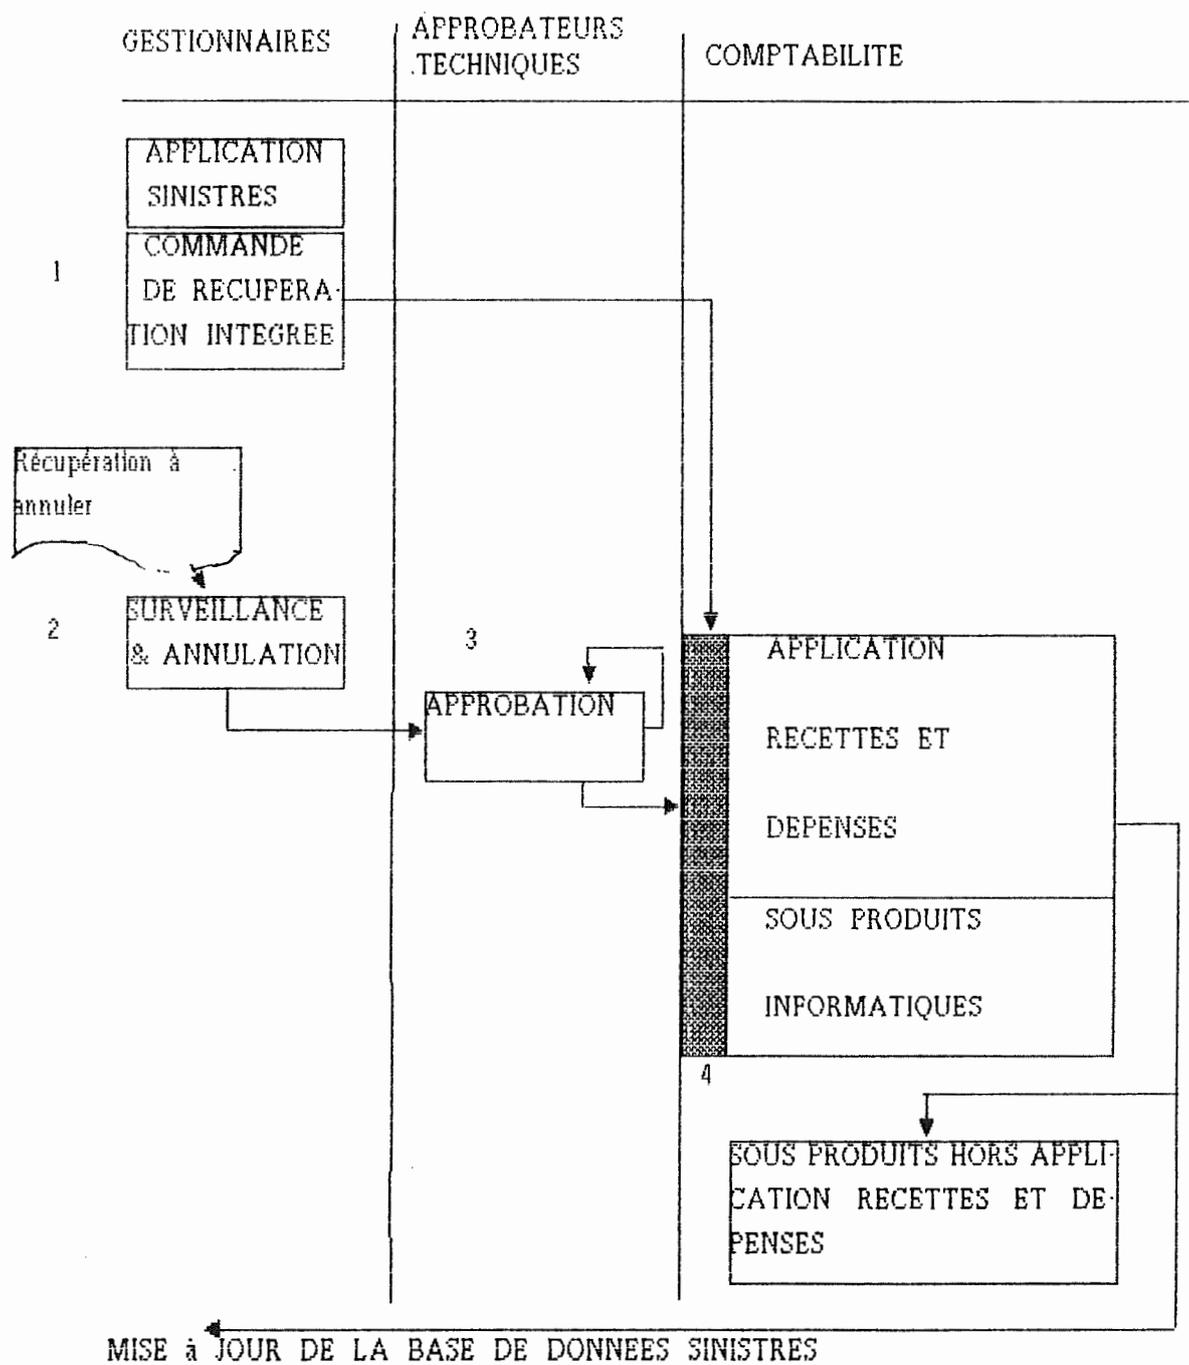 GESTIONNAIRES
APPROBATEURS
.TECHNIQUES
COMPTABILITE
APPLICATION
SINISTRES
1
COMMANDE
DE RECUPERA-
TION INTEGREE
Récupération à
annuler
2
SURVEILLANCE
& ANNULATION
3
APPROBATION
APPLICATION
RECETTES ET
DEPENSES
SOUS PRODUITS
INFORMATIQUES
4
SOUS PRODUITS HORS APPLI-
CATION RECETTES ET DE-
PENSES
MISE à JOUR DE LA BASE DE DONNEES SINISTRES